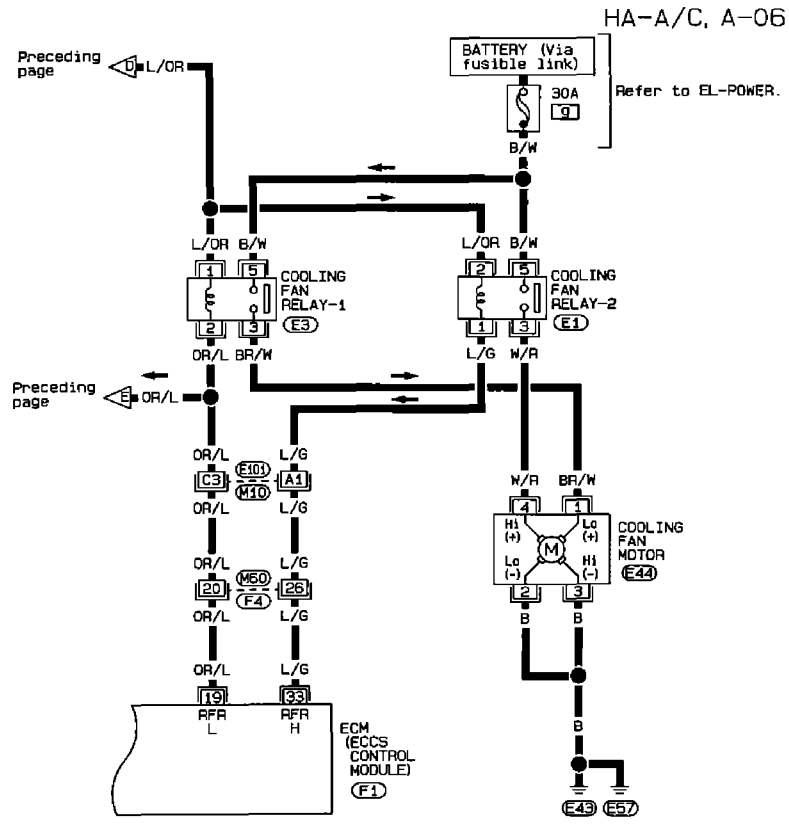 HA-A/C, A-06
BATTERY (Via
fusible link)
Preceding
page
D
L/OR
30A
g
Refer to EL-POWER.
B/W
L/OR B/W
L/OR B/W
1 5
2 5
COOLING
FAN
RELAY-1
E3
COOLING
FAN
RELAY-2
E1
2 3
1 3
OR/L BR/W
L/G W/R
Preceding
page
E
OR/L
OR/L
L/G
C3
E101
M10
A1
OR/L
L/G
W/R BR/W
4 1
Hi
(+)
Lo
(+)
M
Lo
(-)
Hi
(-)
COOLING
FAN
MOTOR
E44
2 3
B B
OR/L
L/G
20
M60
F4
26
OR/L
L/G
OR/L
L/G
19
33
RFR
L
RFR
H
ECM
(ECCS
CONTROL
MODULE)
F1
B
E43 E57